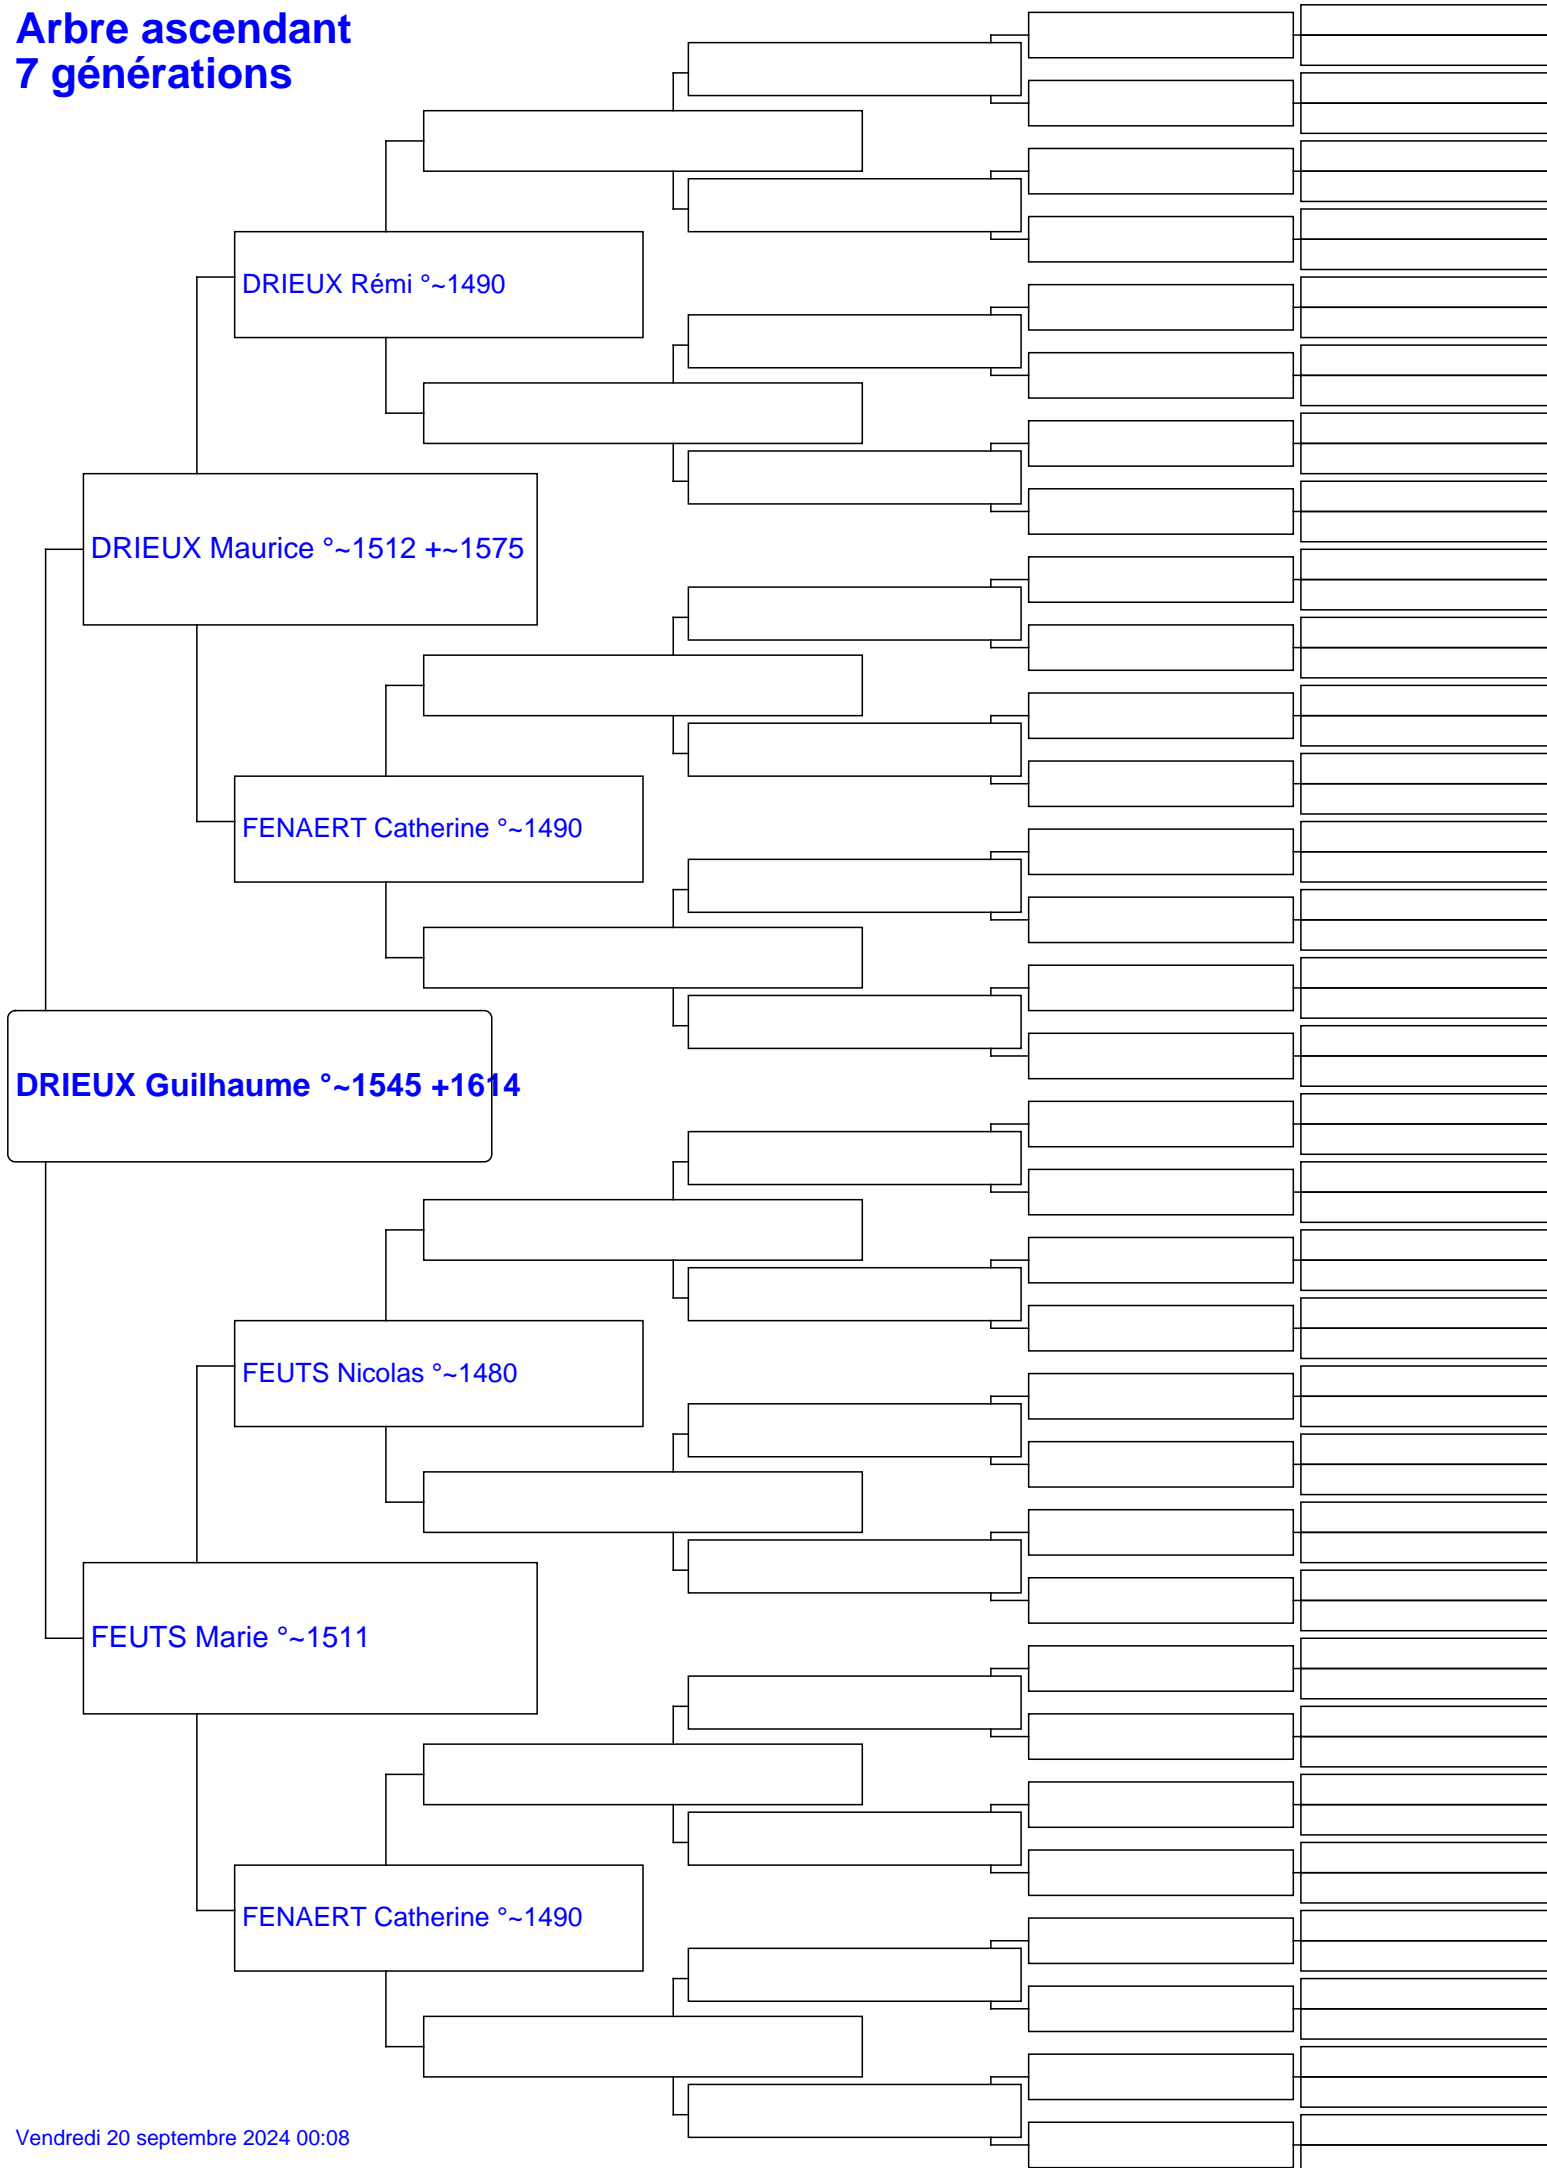 Arbre ascendant
7 générations
DRIEUX Rémi °~1490
DRIEUX Maurice °~1512 +~1575
FENAERT Catherine °~1490
DRIEUX Guilhaume °~1545 +1614
FEUTS Nicolas °~1480
FEUTS Marie °~1511
FENAERT Catherine °~1490
Vendredi 20 septembre 2024 00:08